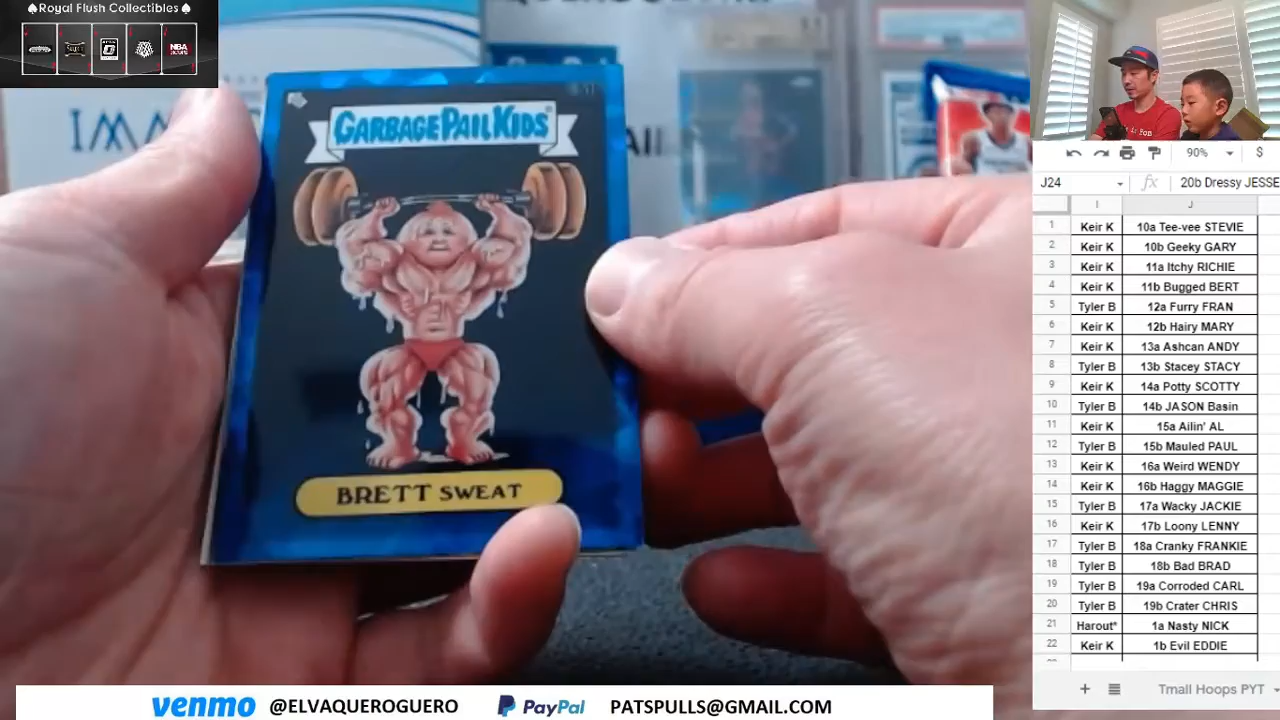 ♠Royal Flush Collectibles♠
NBA
IMMA
GARBAGE PAIL KIDS
BRETT SWEAT
90%
$
J24
fx
20b Dressy JESSE
I
J
1 Keir K 10a Tee-vee STEVIE
2 Keir K 10b Geeky GARY
3 Keir K 11a Itchy RICHIE
4 Keir K 11b Bugged BERT
5 Tyler B 12a Furry FRAN
6 Keir K 12b Hairy MARY
7 Keir K 13a Ashcan ANDY
8 Tyler B 13b Stacey STACY
9 Keir K 14a Potty SCOTTY
10 Tyler B 14b JASON Basin
11 Keir K 15a Ailin' AL
12 Tyler B 15b Mauled PAUL
13 Keir K 16a Weird WENDY
14 Keir K 16b Haggy MAGGIE
15 Tyler B 17a Wacky JACKIE
16 Keir K 17b Loony LENNY
17 Tyler B 18a Cranky FRANKIE
18 Tyler B 18b Bad BRAD
19 Tyler B 19a Corroded CARL
20 Tyler B 19b Crater CHRIS
21 Harout* 1a Nasty NICK
22 Keir K 1b Evil EDDIE
Tmall Hoops PYT
venmo @ELVAQUEROGUERO PayPal PATSPULLS@GMAIL.COM